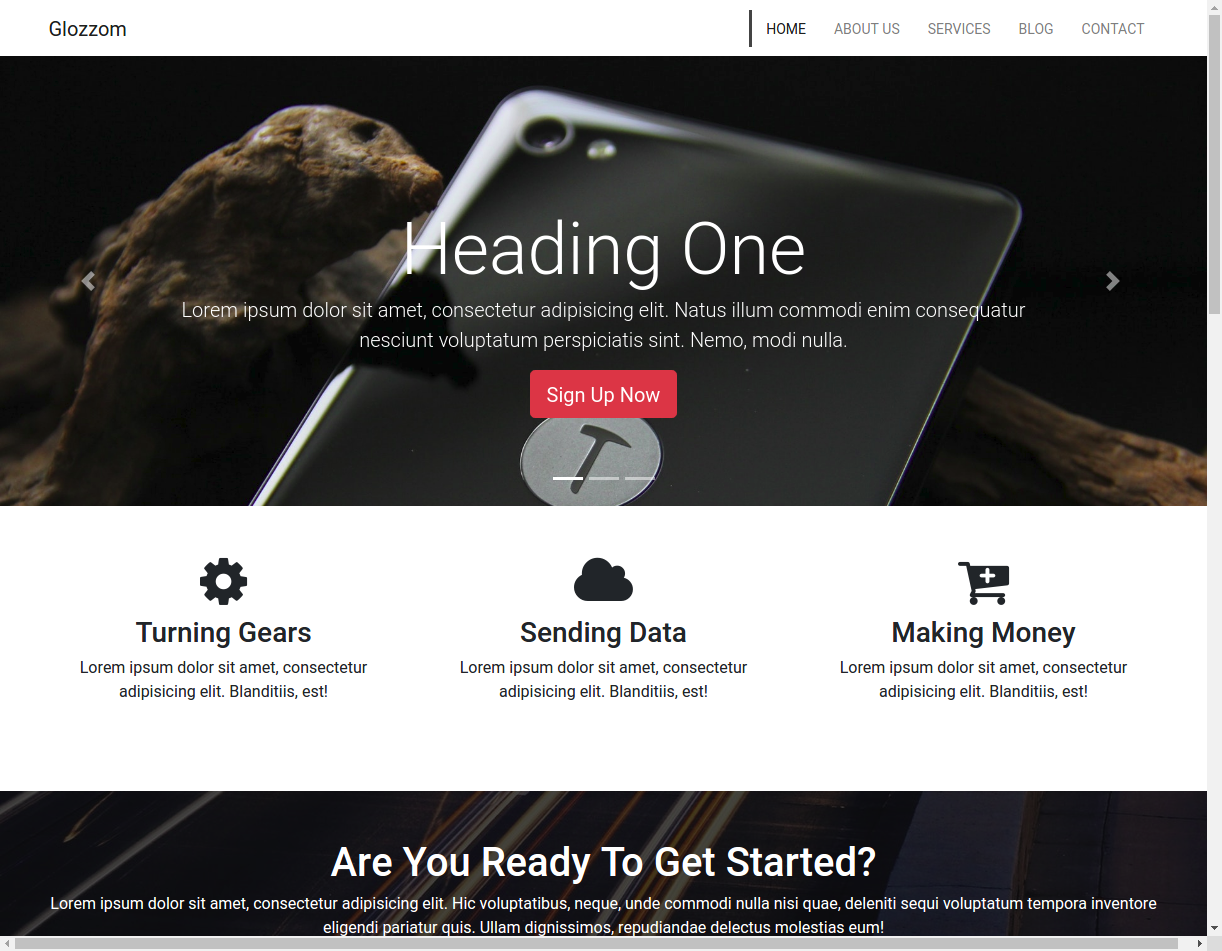 Glozzom
HOME
ABOUT US
SERVICES
BLOG
CONTACT
Heading One
Lorem ipsum dolor sit amet, consectetur adipisicing elit. Natus illum commodi enim consequatur
nesciunt voluptatum perspiciatis sint. Nemo, modi nulla.
Sign Up Now
Turning Gears
Lorem ipsum dolor sit amet, consectetur
adipisicing elit. Blanditiis, est!
Sending Data
Lorem ipsum dolor sit amet, consectetur
adipisicing elit. Blanditiis, est!
Making Money
Lorem ipsum dolor sit amet, consectetur
adipisicing elit. Blanditiis, est!
Are You Ready To Get Started?
Lorem ipsum dolor sit amet, consectetur adipisicing elit. Hic voluptatibus, neque, unde commodi nulla nisi quae, deleniti sequi voluptatum tempora inventore
eligendi pariatur quis. Ullam dignissimos, repudiandae delectus molestias eum!